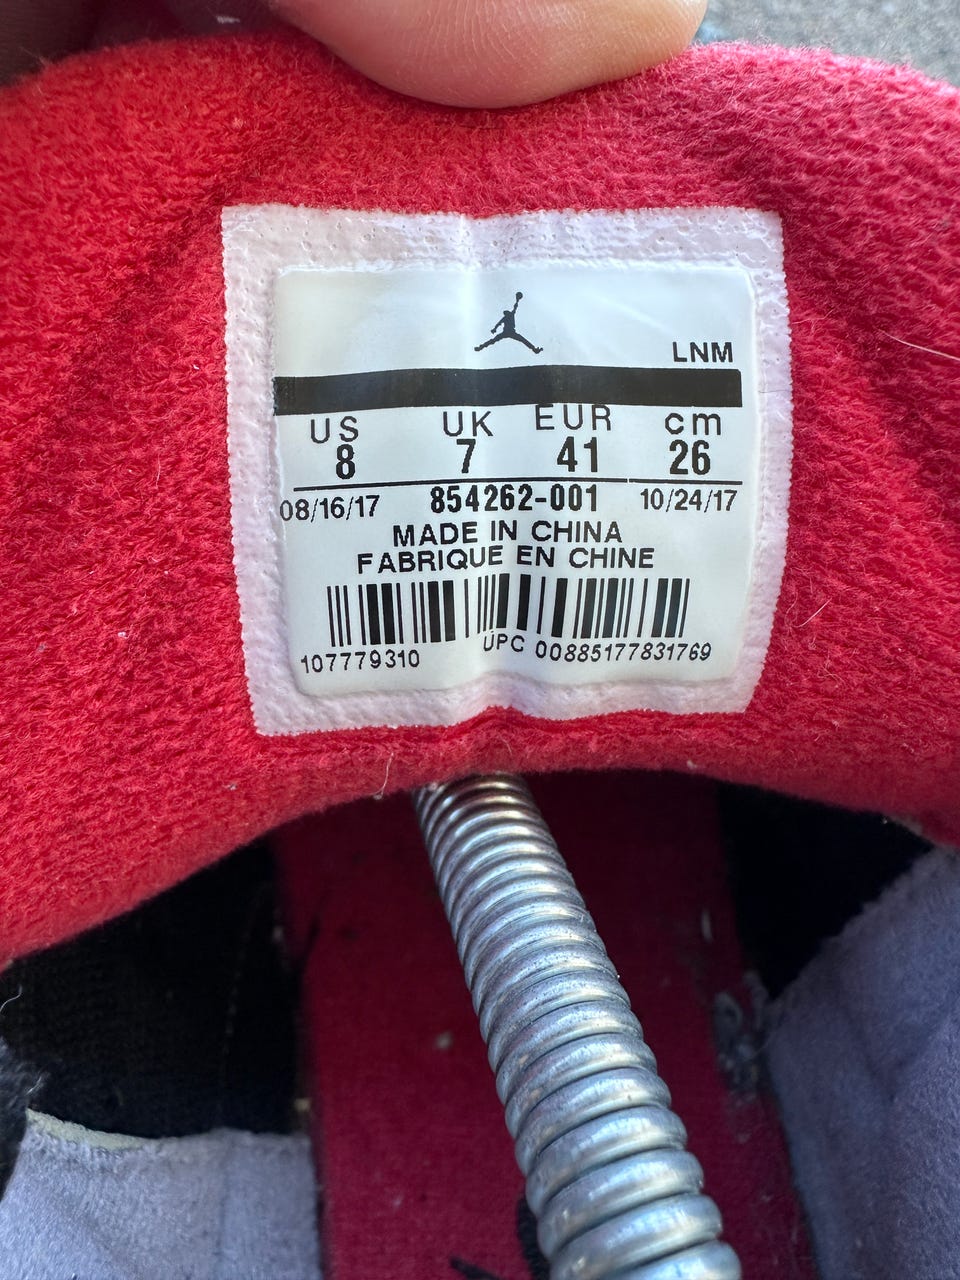 LNM
US UK EUR cm
8 7 41 26
08/16/17 854262-001 10/24/17
MADE IN CHINA
FABRIQUE EN CHINE
107779310 UPC 00885177831769